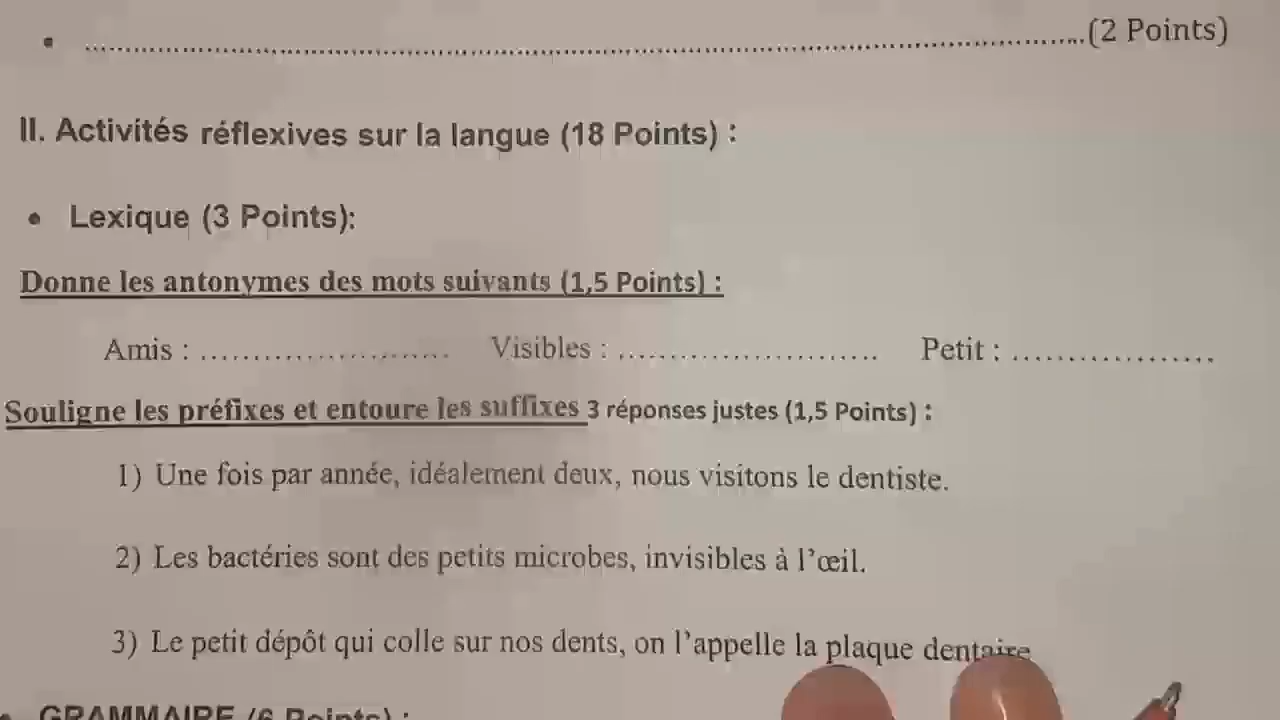 • ........................................................................(2 Points)
II. Activités réflexives sur la langue (18 Points) :
• Lexique (3 Points):
Donne les antonymes des mots suivants (1,5 Points) :
Amis : ........................ Visibles : ......................... Petit : ...................
Souligne les préfixes et entoure les suffixes 3 réponses justes (1,5 Points) :
1) Une fois par année, idéalement deux, nous visitons le dentiste.
2) Les bactéries sont des petits microbes, invisibles à l'œil.
3) Le petit dépôt qui colle sur nos dents, on l'appelle la plaque dentaire
• GRAMMAIRE (6 Points) :